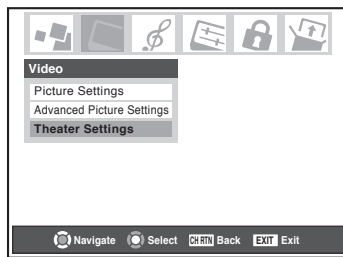 Video
Picture Settings
Advanced Picture Settings
Theater Settings
Navigate Select CH RTN Back EXIT Exit